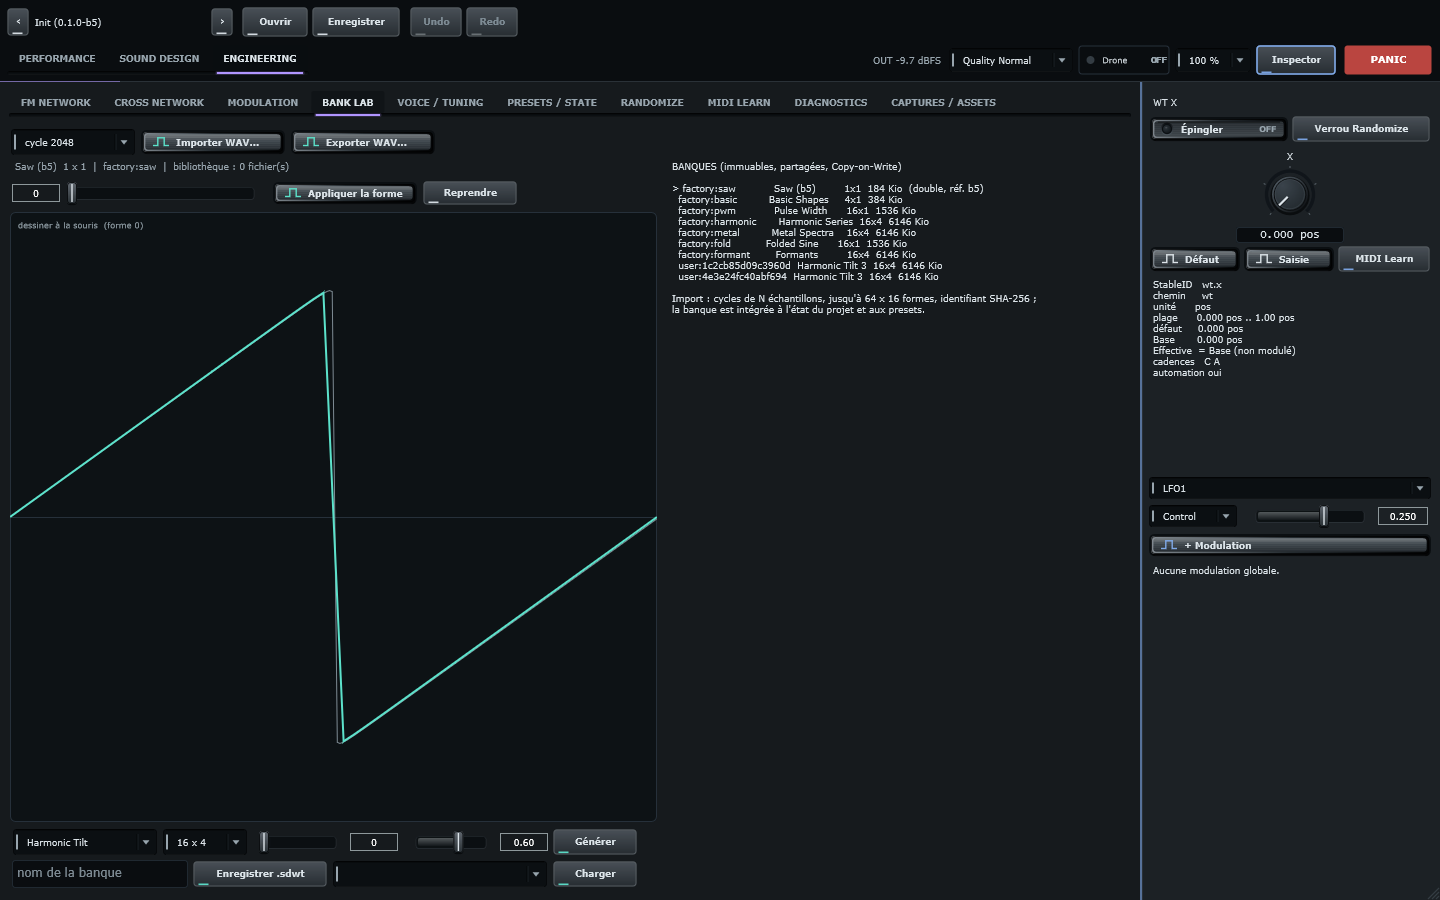 < Init (0.1.0-b5) > Ouvrir Enregistrer Undo Redo
PERFORMANCE SOUND DESIGN ENGINEERING OUT -9.7 dBFS Quality Normal Drone OFF 100 % Inspector PANIC
FM NETWORK CROSS NETWORK MODULATION BANK LAB VOICE / TUNING PRESETS / STATE RANDOMIZE MIDI LEARN DIAGNOSTICS CAPTURES / ASSETS
cycle 2048 Importer WAV... Exporter WAV...
Saw (b5) 1 x 1 | factory:saw | bibliothèque : 0 fichier(s)
0 Appliquer la forme Reprendre
dessiner à la souris (forme 0)
Harmonic Tilt 16 x 4 0 0.60 Générer
nom de la banque Enregistrer .sdwt Charger
BANQUES (immuables, partagées, Copy-on-Write)
> factory:saw Saw (b5) 1x1 184 Kio (double, réf. b5)
factory:basic Basic Shapes 4x1 384 Kio
factory:pwm Pulse Width 16x1 1536 Kio
factory:harmonic Harmonic Series 16x4 6146 Kio
factory:metal Metal Spectra 16x4 6146 Kio
factory:fold Folded Sine 16x1 1536 Kio
factory:formant Formants 16x4 6146 Kio
user:1c2cb85d09c3960d Harmonic Tilt 3 16x4 6146 Kio
user:4e3e24fc40abf694 Harmonic Tilt 3 16x4 6146 Kio
Import : cycles de N échantillons, jusqu'à 64 x 16 formes, identifiant SHA-256 ;
la banque est intégrée à l'état du projet et aux presets.
WT X
Épingler OFF Verrou Randomize
X
0.000 pos
Défaut Saisie MIDI Learn
StableID wt.x
chemin wt
unité pos
plage 0.000 pos .. 1.00 pos
défaut 0.000 pos
Base 0.000 pos
Effective = Base (non modulé)
cadences C A
automation oui
LFO1
Control 0.250
+ Modulation
Aucune modulation globale.